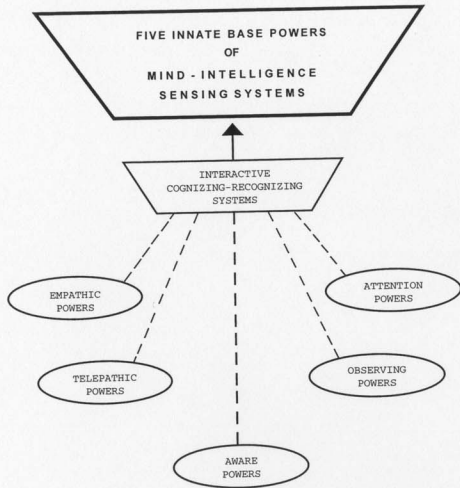 FIVE INNATE BASE POWERS
OF
MIND - INTELLIGENCE
SENSING SYSTEMS
INTERACTIVE
COGNIZING-RECOGNIZING
SYSTEMS
EMPATHIC
POWERS
ATTENTION
POWERS
TELEPATHIC
POWERS
OBSERVING
POWERS
AWARE
POWERS